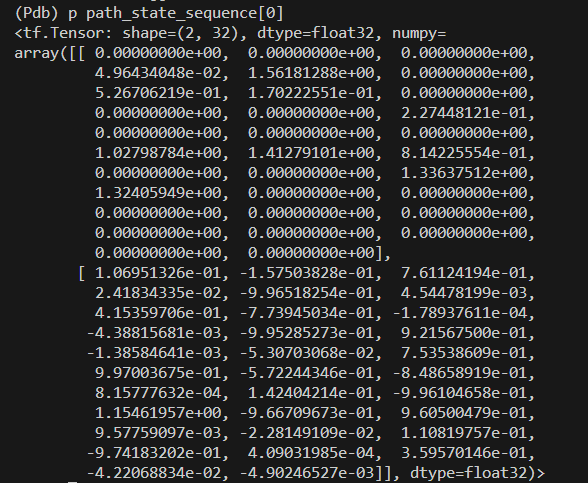 (Pdb) p path_state_sequence[0]
<tf.Tensor: shape=(2, 32), dtype=float32, numpy=
array([[ 0.00000000e+00,  0.00000000e+00,  0.00000000e+00,
         4.96434048e-02,  1.56181288e+00,  0.00000000e+00,
         5.26706219e-01,  1.70222551e-01,  0.00000000e+00,
         0.00000000e+00,  0.00000000e+00,  2.27448121e-01,
         0.00000000e+00,  0.00000000e+00,  0.00000000e+00,
         1.02798784e+00,  1.41279101e+00,  8.14225554e-01,
         0.00000000e+00,  0.00000000e+00,  1.33637512e+00,
         1.32405949e+00,  0.00000000e+00,  0.00000000e+00,
         0.00000000e+00,  0.00000000e+00,  0.00000000e+00,
         0.00000000e+00,  0.00000000e+00,  0.00000000e+00,
         0.00000000e+00,  0.00000000e+00],
       [ 1.06951326e-01, -1.57503828e-01,  7.61124194e-01,
         2.41834335e-02, -9.96518254e-01,  4.54478199e-03,
         4.15359706e-01, -7.73945034e-01, -1.78937611e-04,
        -4.38815681e-03, -9.95285273e-01,  9.21567500e-01,
        -1.38584641e-03, -5.30703068e-02,  7.53538609e-01,
         9.97003675e-01, -5.72244346e-01, -8.48658919e-01,
         8.15777632e-04,  1.42404214e-01, -9.96104658e-01,
         1.15461957e+00, -9.66709673e-01,  9.60500479e-01,
         9.57759097e-03, -2.28149109e-02,  1.10819757e-01,
        -9.74183202e-01,  4.09031985e-04,  3.59570146e-01,
        -4.22068834e-02, -4.90246527e-03]], dtype=float32)>